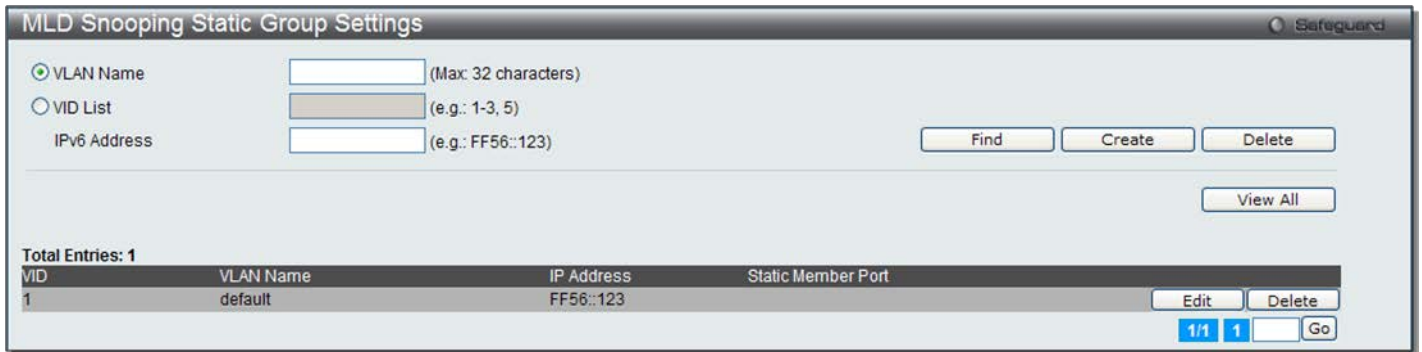 MLD Snooping Static Group Settings
Safeguard
VLAN Name (Max: 32 characters)
VID List (e.g.: 1-3, 5)
IPv6 Address (e.g.: FF56::123) Find Create Delete
View All
Total Entries: 1
VID VLAN Name IP Address Static Member Port
1 default FF56::123 Edit Delete
1/1 1 Go